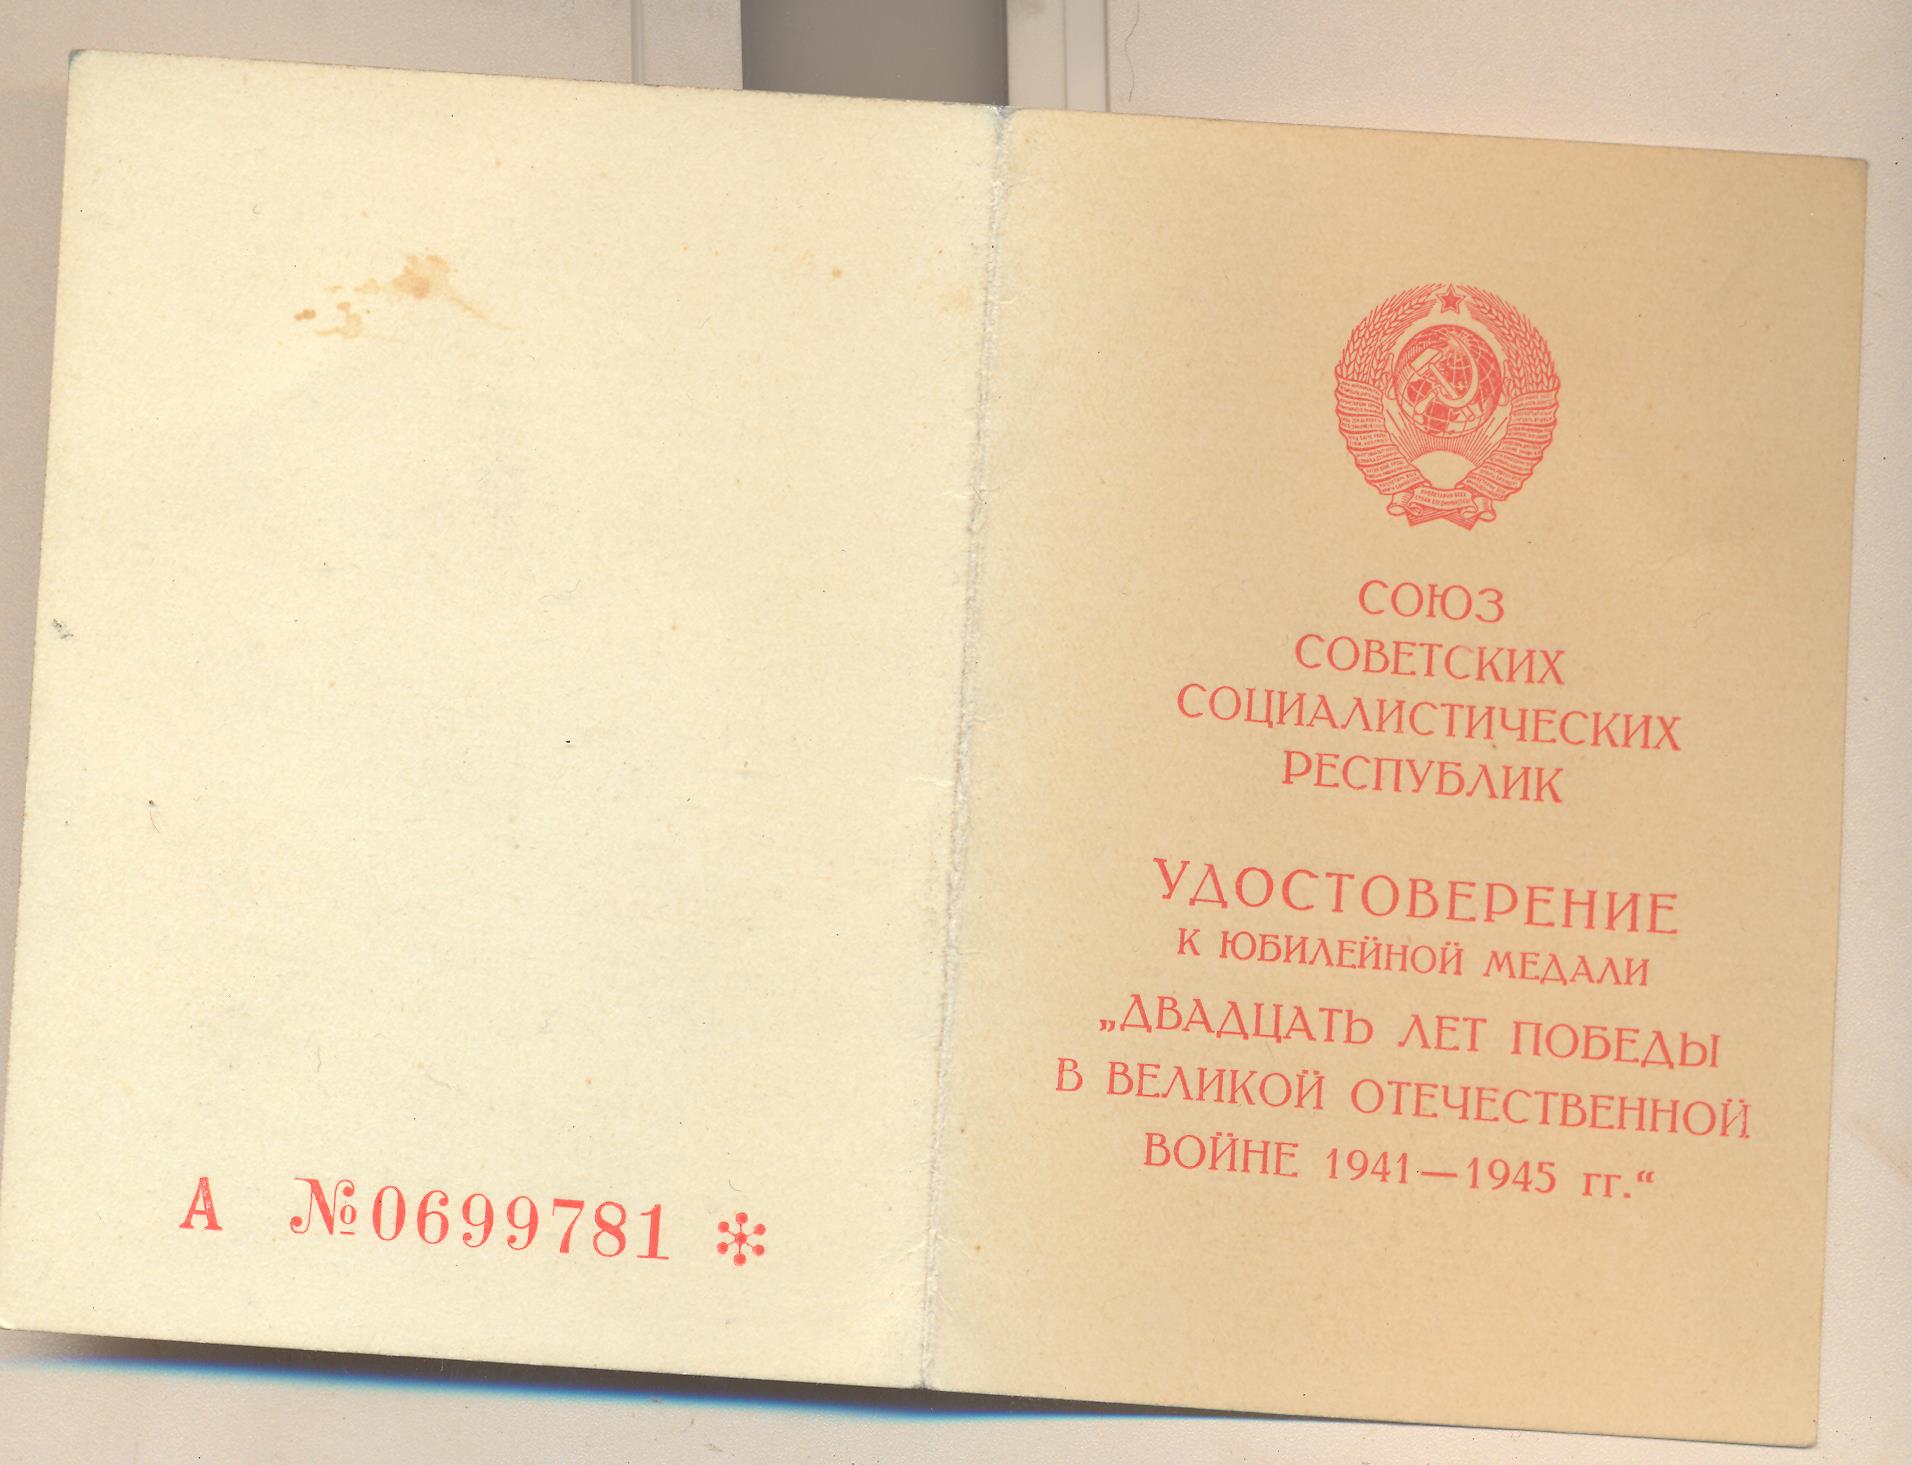 А №0699781
СОЮЗ
СОВЕТСКИХ
СОЦИАЛИСТИЧЕСКИХ
РЕСПУБЛИК
УДОСТОВЕРЕНИЕ
К ЮБИЛЕЙНОЙ МЕДАЛИ
„ДВАДЦАТЬ ЛЕТ ПОБЕДЫ
В ВЕЛИКОЙ ОТЕЧЕСТВЕННОЙ
ВОЙНЕ 1941—1945 гг.“